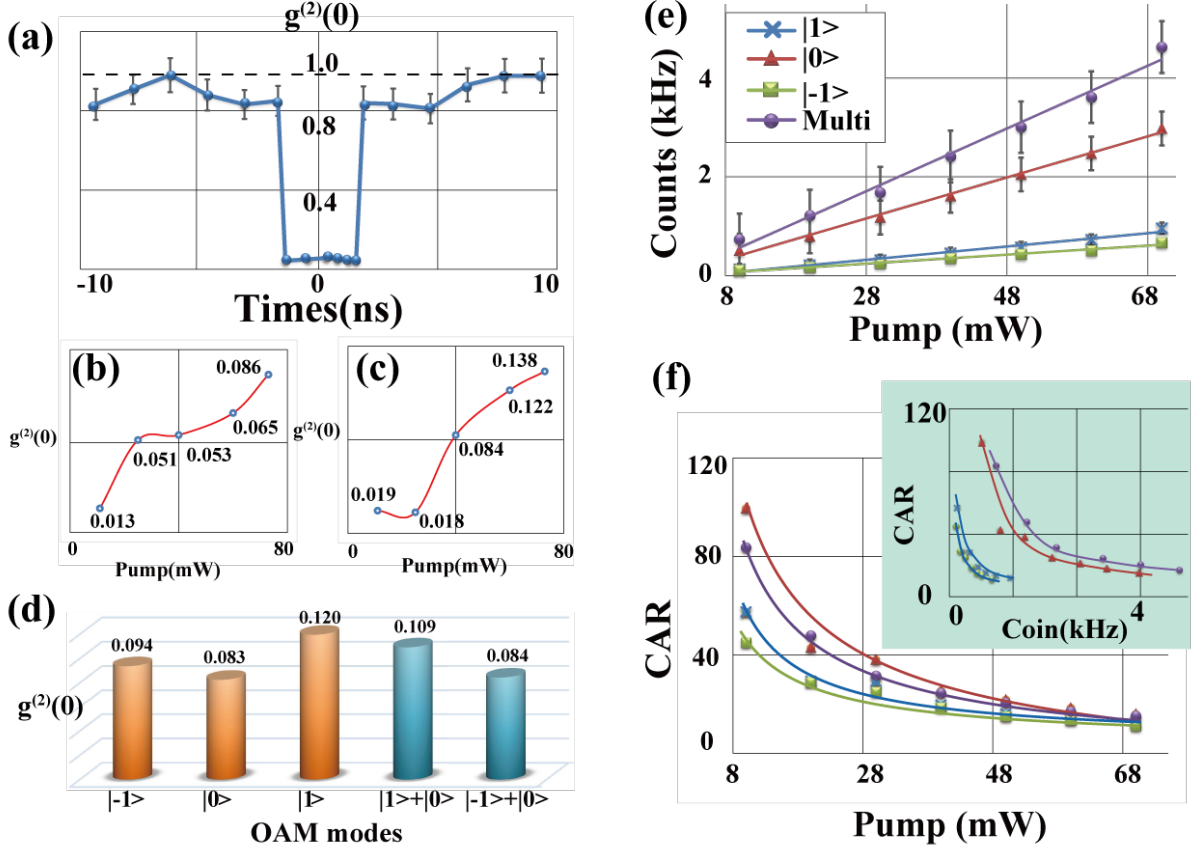 (a)
g(2)(0)
1.0
0.8
0.4
-10 0 10
Times(ns)
(b)
0.086
0.065
0.053
0.051
0.013
g(2)(0)
0 80
Pump(mW)
(c)
0.138
0.122
0.084
0.019
0.018
g(2)(0)
0 80
Pump(mW)
(d)
0.094 0.083 0.120 0.109 0.084
g(2)(0)
|-1> |0> |1> |1>+|0> |-1>+|0>
OAM modes
(e)
|1>
|0>
|-1>
Multi
Counts (kHz)
4
2
0
8 28 48 68
Pump (mW)
(f)
120
80
40
0
CAR
8 28 48 68
Pump (mW)
120
CAR
0
0 4
Coin(kHz)